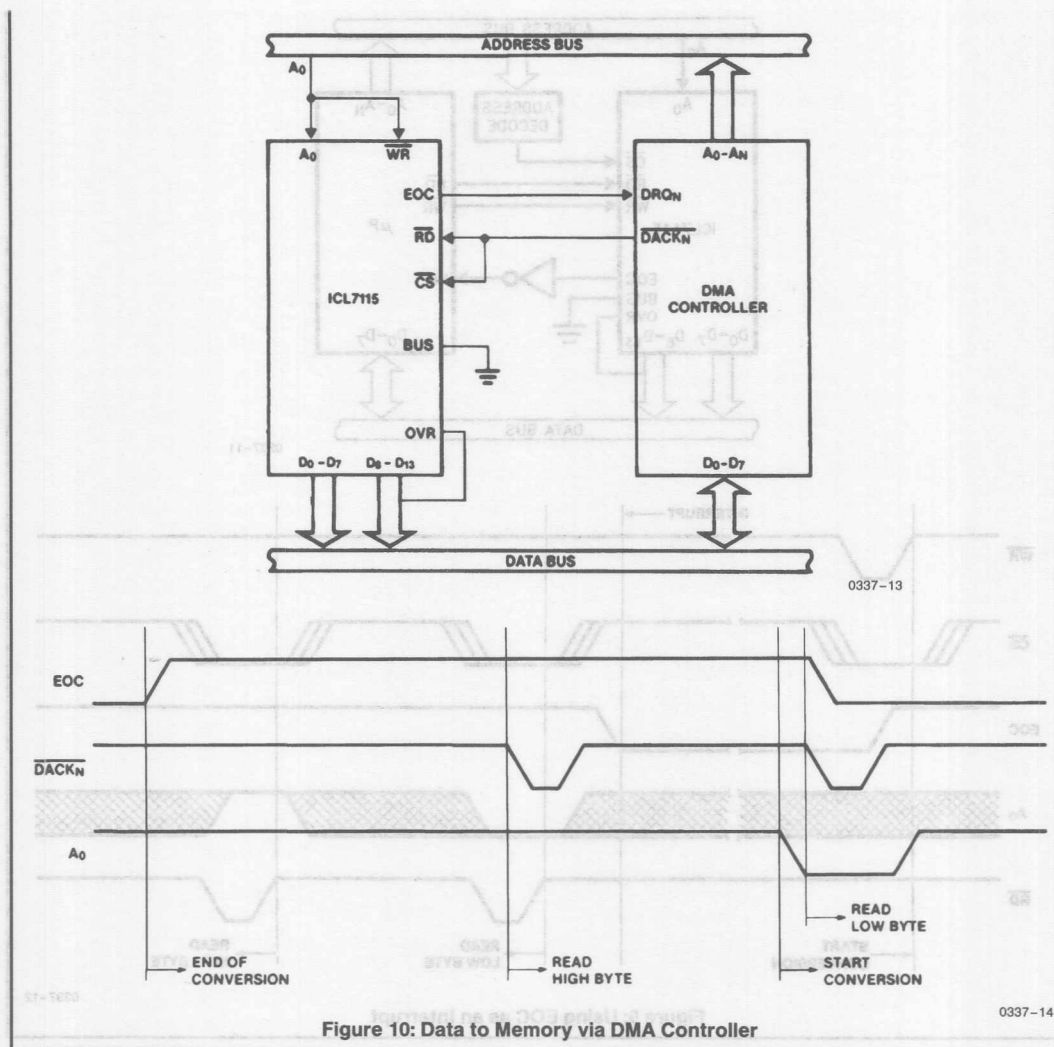 ADDRESS BUS
A0
A0
WR
A0-AN
EOC
DRQN
RD
DACKN
CS
ICL7115
DMA
CONTROLLER
BUS
OVR
D0-D7
D8-D13
D0-D7
DATA BUS
0337-13
EOC
DACKN
A0
READ
LOW BYTE
END OF
CONVERSION
READ
HIGH BYTE
START
CONVERSION
0337-14
Figure 10: Data to Memory via DMA Controller